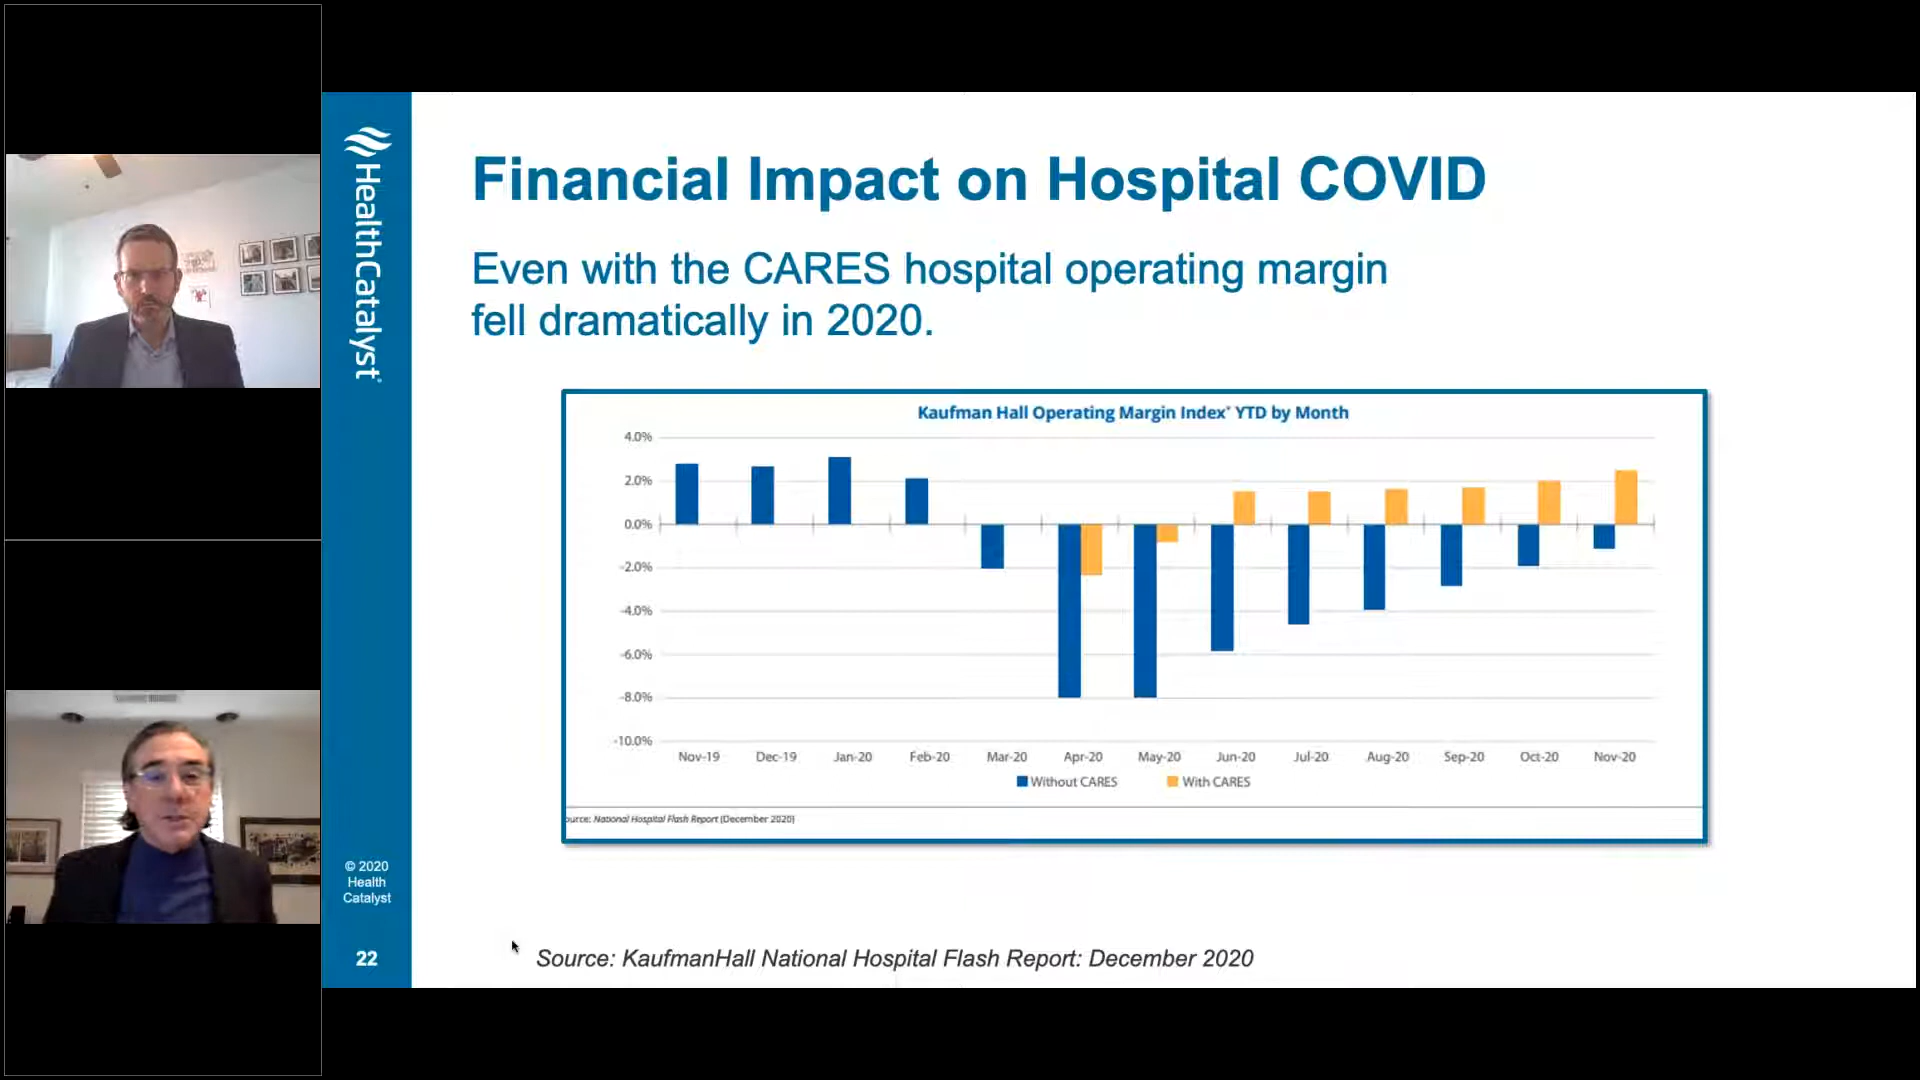 HealthCatalyst
Financial Impact on Hospital COVID
Even with the CARES hospital operating margin
fell dramatically in 2020.
Kaufman Hall Operating Margin Index* YTD by Month
4.0%
2.0%
0.0%
-2.0%
-4.0%
-6.0%
-8.0%
-10.0%
Nov-19 Dec-19 Jan-20 Feb-20 Mar-20 Apr-20 May-20 Jun-20 Jul-20 Aug-20 Sep-20 Oct-20 Nov-20
Without CARES With CARES
ource: National Hospital Flash Report (December 2020)
© 2020
Health
Catalyst
22
Source: KaufmanHall National Hospital Flash Report: December 2020